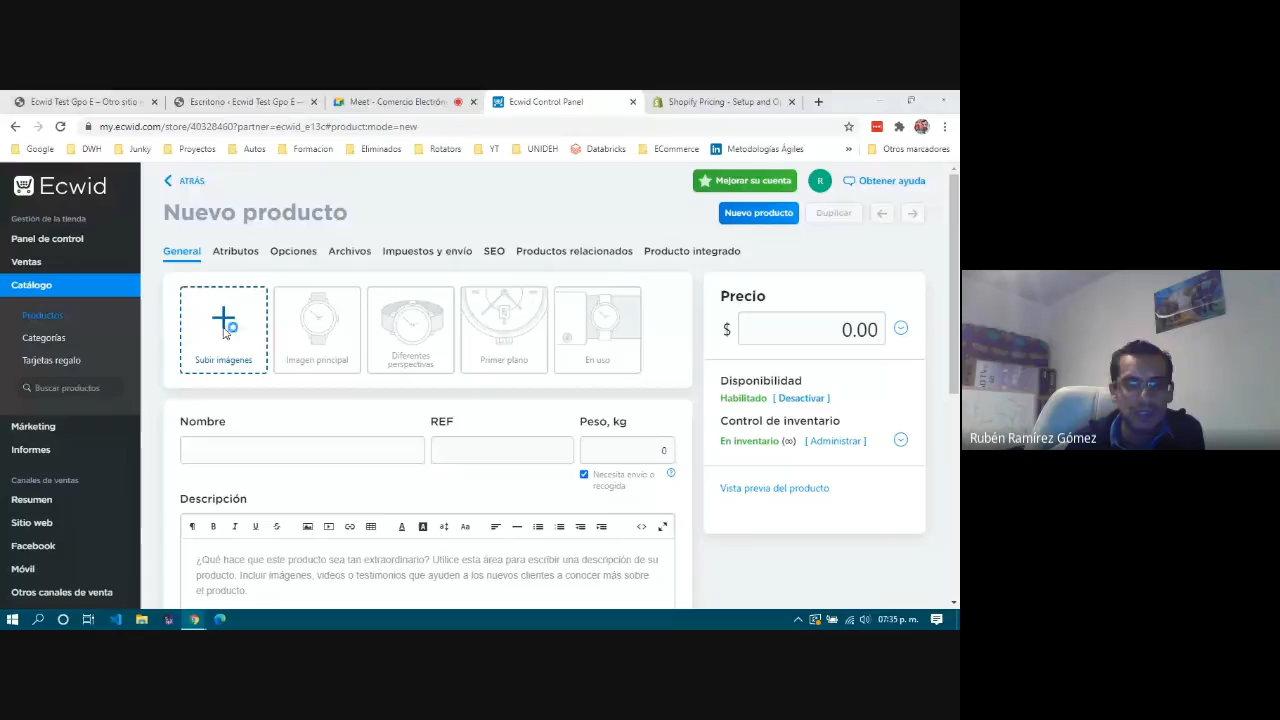 Ecwid Test Gpo E – Otro sitio
Escritorio ‹ Ecwid Test Gpo E —
Meet - Comercio Electrón
Ecwid Control Panel
Shopify Pricing - Setup and O
my.ecwid.com/store/40328460?partner=ecwid_e13c#product:mode=new
Google
DWH
Junky
Proyectos
Autos
Formacion
Eliminados
Rotators
YT
UNIDEH
Databricks
ECommerce
Metodologías Ágiles
»
Otros marcadores
Ecwid
Gestión de la tienda
Panel de control
Ventas
Catálogo
Productos
Categorías
Tarjetas regalo
Buscar productos
Márketing
Informes
Canales de ventas
Resumen
Sitio web
Facebook
Móvil
Otros canales de venta
ATRÁS
Mejorar su cuenta
R
Obtener ayuda
Nuevo producto
Nuevo producto
Duplicar
General
Atributos
Opciones
Archivos
Impuestos y envío
SEO
Productos relacionados
Producto integrado
Subir imágenes
Imagen principal
Diferentes
perspectivas
Primer plano
En uso
Nombre
REF
Peso, kg
0
Necesita envío o
recogida
Descripción
¿Qué hace que este producto sea tan extraordinario? Utilice esta área para escribir una descripción de su
producto. Incluir imágenes, videos o testimonios que ayuden a los nuevos clientes a conocer más sobre
el producto.
Precio
$ 0.00
Disponibilidad
Habilitado [ Desactivar ]
Control de inventario
En inventario (∞) [ Administrar ]
Vista previa del producto
07:35 p. m.
Rubén Ramírez Gómez